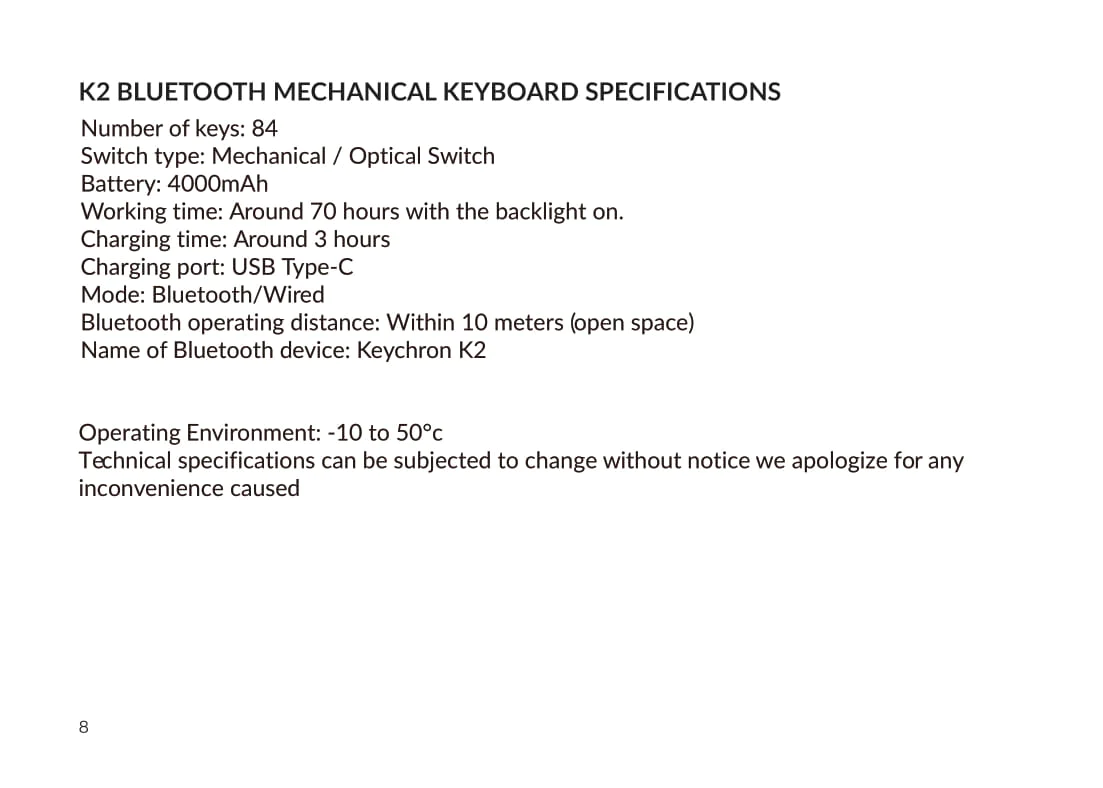 K2 BLUETOOTH MECHANICAL KEYBOARD SPECIFICATIONS
Number of keys: 84
Switch type: Mechanical / Optical Switch
Battery: 4000mAh
Working time: Around 70 hours with the backlight on.
Charging time: Around 3 hours
Charging port: USB Type-C
Mode: Bluetooth/Wired
Bluetooth operating distance: Within 10 meters (open space)
Name of Bluetooth device: Keychron K2
Operating Environment: -10 to 50°c
Technical specifications can be subjected to change without notice we apologize for any
inconvenience caused
8